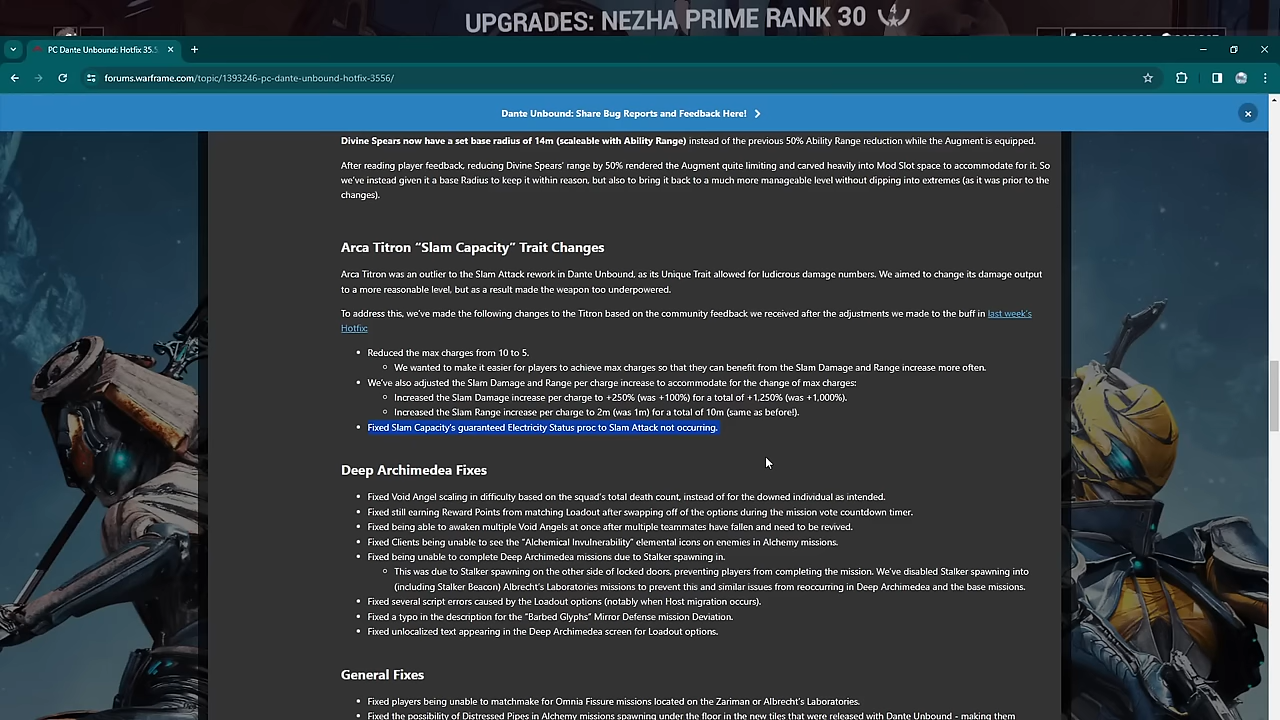 UPGRADES: NEZHA PRIME RANK 30
PC Dante Unbound: Hotfix 35.5
forums.warframe.com/topic/1393246-pc-dante-unbound-hotfix-3556/
Dante Unbound: Share Bug Reports and Feedback Here!
Divine Spears now have a set base radius of 14m (scaleable with Ability Range) instead of the previous 50% Ability Range reduction while the Augment is equipped.
After reading player feedback, reducing Divine Spears' range by 50% rendered the Augment quite limiting and carved heavily into Mod Slot space to accommodate for it. So
we've instead given it a base Radius to keep it within reason, but also to bring it back to a much more manageable level without dipping into extremes (as it was prior to the
changes).
Arca Titron “Slam Capacity” Trait Changes
Arca Titron was an outlier to the Slam Attack rework in Dante Unbound, as its Unique Trait allowed for ludicrous damage numbers. We aimed to change its damage output
to a more reasonable level, but as a result made the weapon too underpowered.
To address this, we've made the following changes to the Titron based on the community feedback we received after the adjustments we made to the buff in last week's
Hotfix:
• Reduced the max charges from 10 to 5.
○ We wanted to make it easier for players to achieve max charges so that they can benefit from the Slam Damage and Range increase more often.
• We've also adjusted the Slam Damage and Range per charge increase to accommodate for the change of max charges:
○ Increased the Slam Damage increase per charge to +250% (was +100%) for a total of +1,250% (was +1,000%).
○ Increased the Slam Range increase per charge to 2m (was 1m) for a total of 10m (same as before!).
• Fixed Slam Capacity's guaranteed Electricity Status proc to Slam Attack not occurring.
Deep Archimedea Fixes
• Fixed Void Angel scaling in difficulty based on the squad's total death count, instead of for the downed individual as intended.
• Fixed still earning Reward Points from matching Loadout after swapping off of the options during the mission vote countdown timer.
• Fixed being able to awaken multiple Void Angels at once after multiple teammates have fallen and need to be revived.
• Fixed Clients being unable to see the “Alchemical Invulnerability” elemental icons on enemies in Alchemy missions.
• Fixed being unable to complete Deep Archimedea missions due to Stalker spawning in.
○ This was due to Stalker spawning on the other side of locked doors, preventing players from completing the mission. We've disabled Stalker spawning into
(including Stalker Beacon) Albrecht's Laboratories missions to prevent this and similar issues from reoccurring in Deep Archimedea and the base missions.
• Fixed several script errors caused by the Loadout options (notably when Host migration occurs).
• Fixed a typo in the description for the “Barbed Glyphs” Mirror Defense mission Deviation.
• Fixed unlocalized text appearing in the Deep Archimedea screen for Loadout options.
General Fixes
• Fixed players being unable to matchmake for Omnia Fissure missions located on the Zariman or Albrecht's Laboratories.
• Fixed the possibility of Distressed Pipes in Alchemy missions spawning under the floor in the new tiles that were released with Dante Unbound - making them